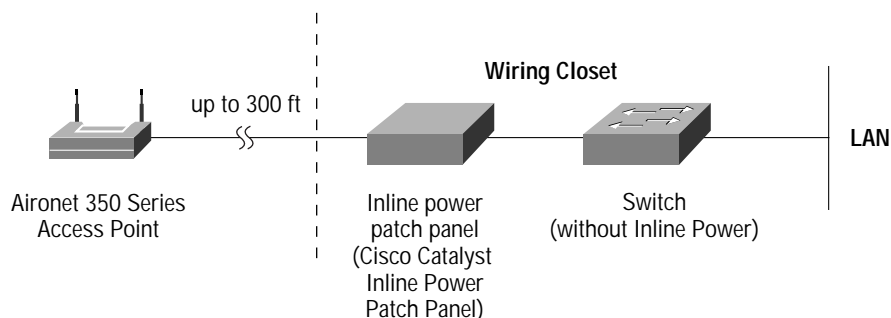 Wiring Closet
up to 300 ft
LAN
Aironet 350 Series
Access Point
Inline power
patch panel
(Cisco Catalyst
Inline Power
Patch Panel)
Switch
(without Inline Power)